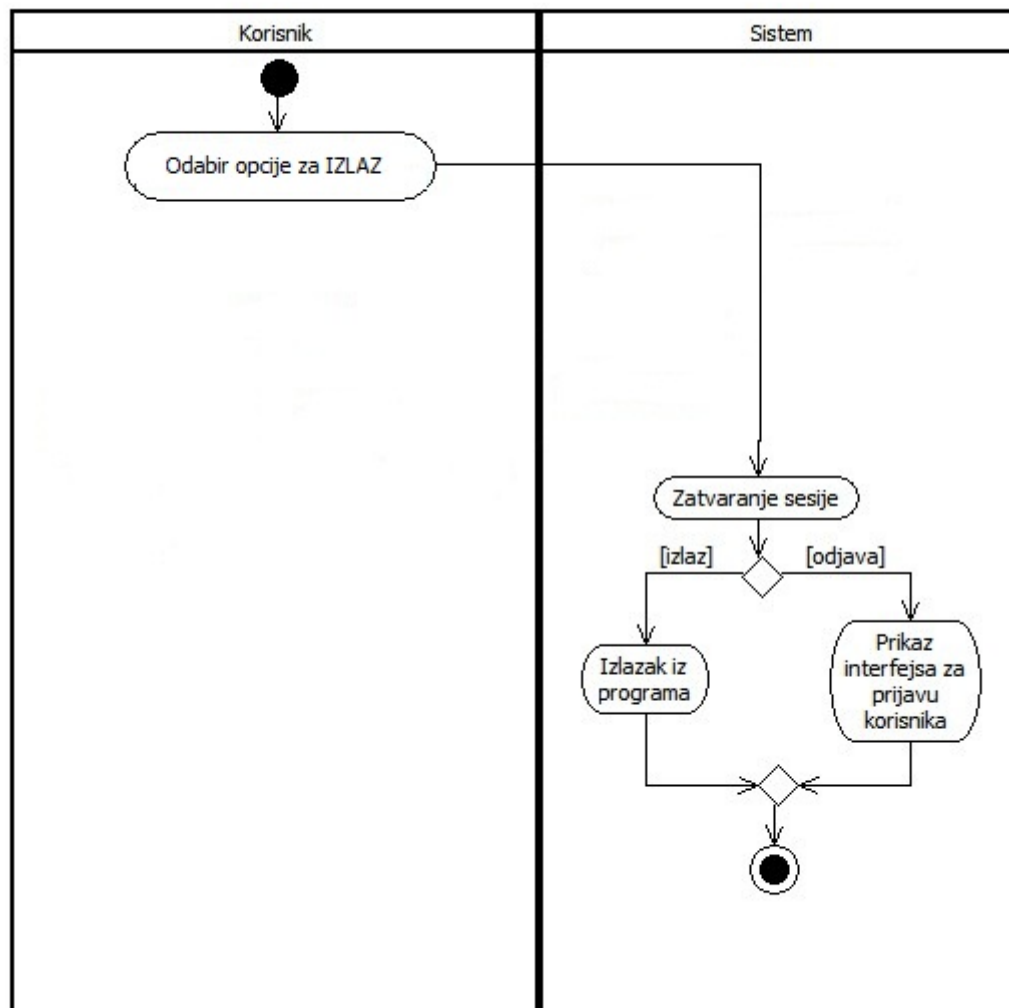 Korisnik
Sistem
Odabir opcije za IZLAZ
Zatvaranje sesije
[izlaz]
[odjava]
Izlazak iz
programa
Prikaz
interfejsa za
prijavu
korisnika